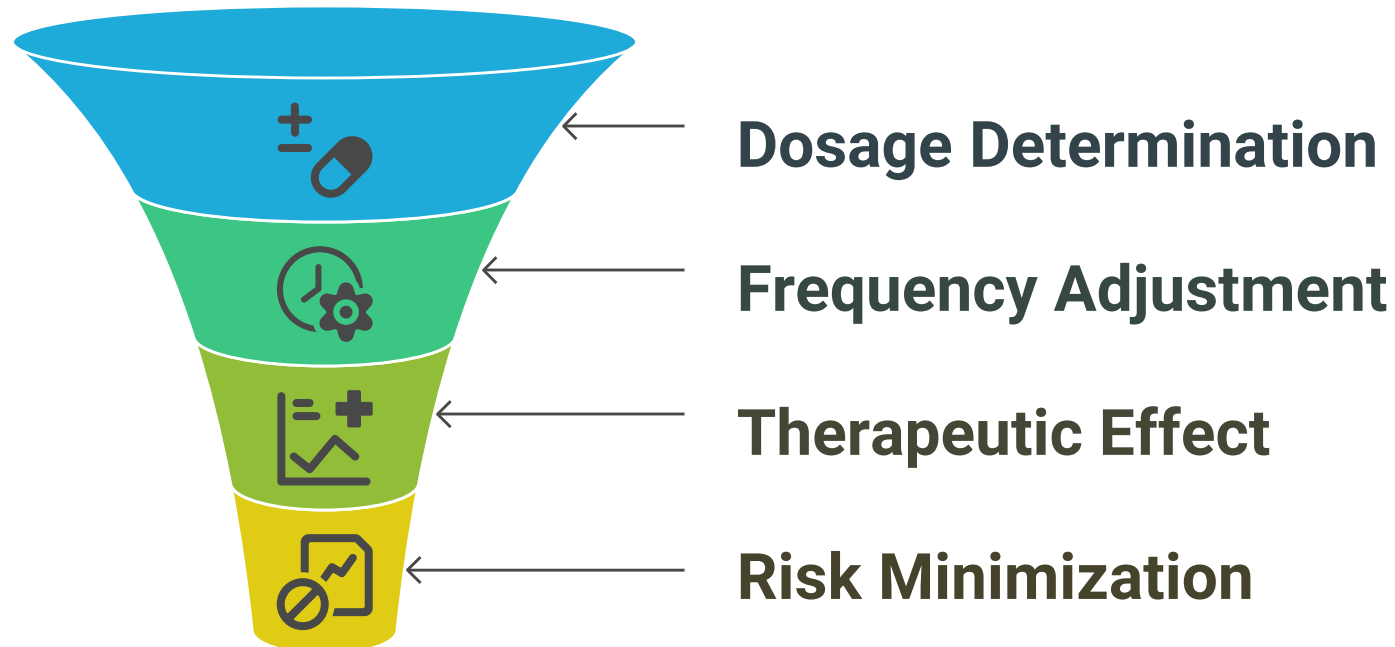 Dosage Determination
Frequency Adjustment
Therapeutic Effect
Risk Minimization